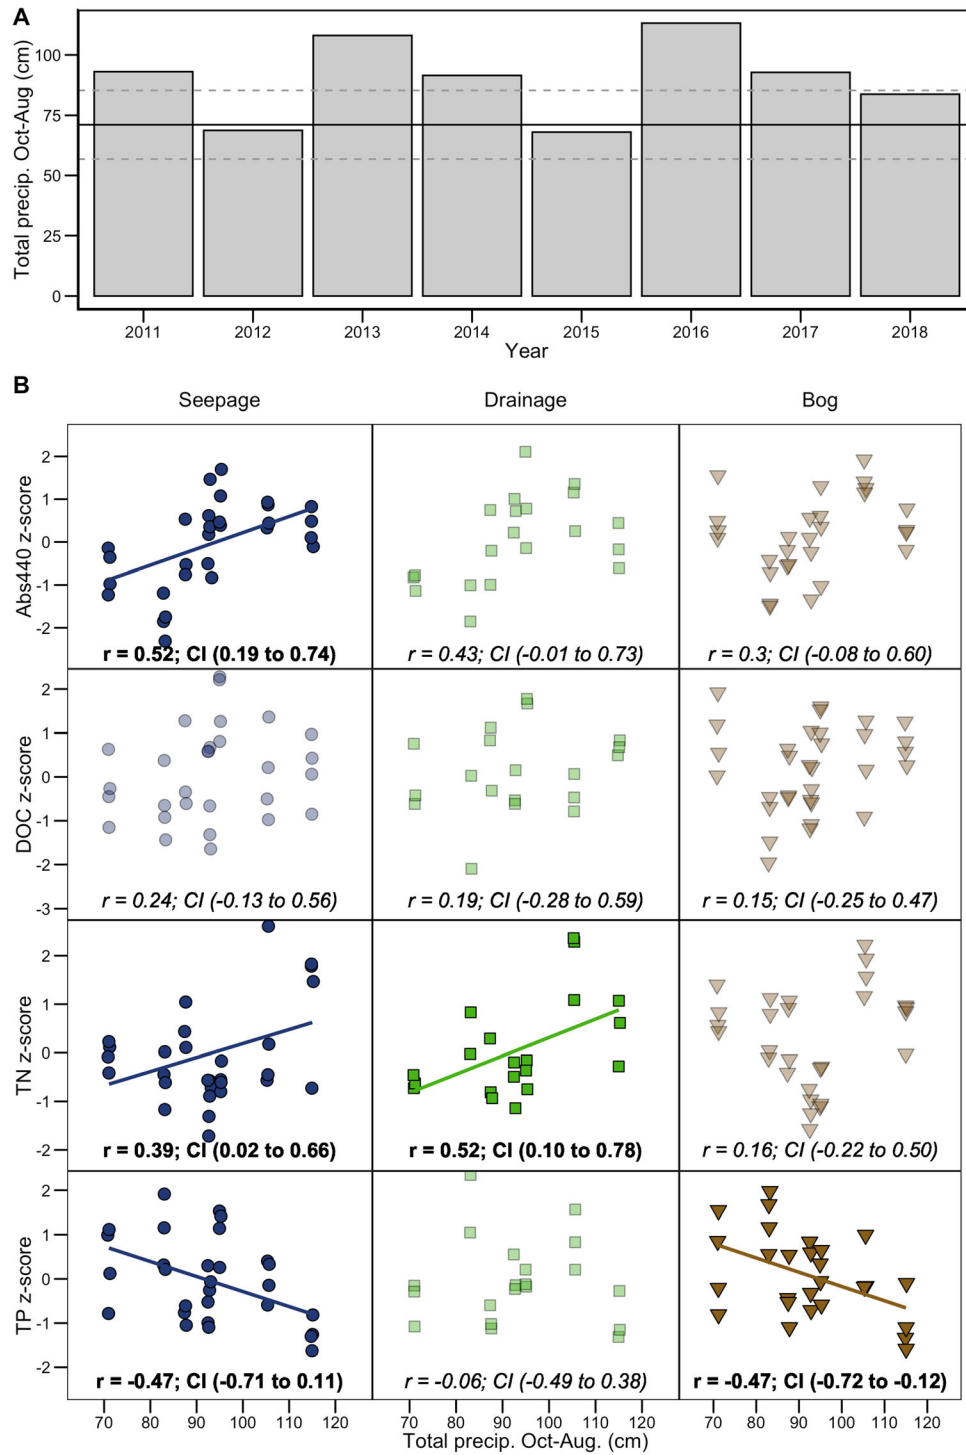 A
Total precip. Oct-Aug (cm)
100
75
50
25
0
2011 2012 2013 2014 2015 2016 2017 2018
Year
B
Seepage Drainage Bog
Abs440 z-score
2
1
0
-1
-2
r = 0.52; CI (0.19 to 0.74) r = 0.43; CI (-0.01 to 0.73) r = 0.3; CI (-0.08 to 0.60)
DOC z-score
2
1
0
-1
-2
-3
r = 0.24; CI (-0.13 to 0.56) r = 0.19; CI (-0.28 to 0.59) r = 0.15; CI (-0.25 to 0.47)
TN z-score
2
1
0
-1
-2
r = 0.39; CI (0.02 to 0.66) r = 0.52; CI (0.10 to 0.78) r = 0.16; CI (-0.22 to 0.50)
TP z-score
2
1
0
-1
-2
r = -0.47; CI (-0.71 to 0.11) r = -0.06; CI (-0.49 to 0.38) r = -0.47; CI (-0.72 to -0.12)
70 80 90 100 110 120 70 80 90 100 110 120 70 80 90 100 110 120
Total precip. Oct-Aug. (cm)